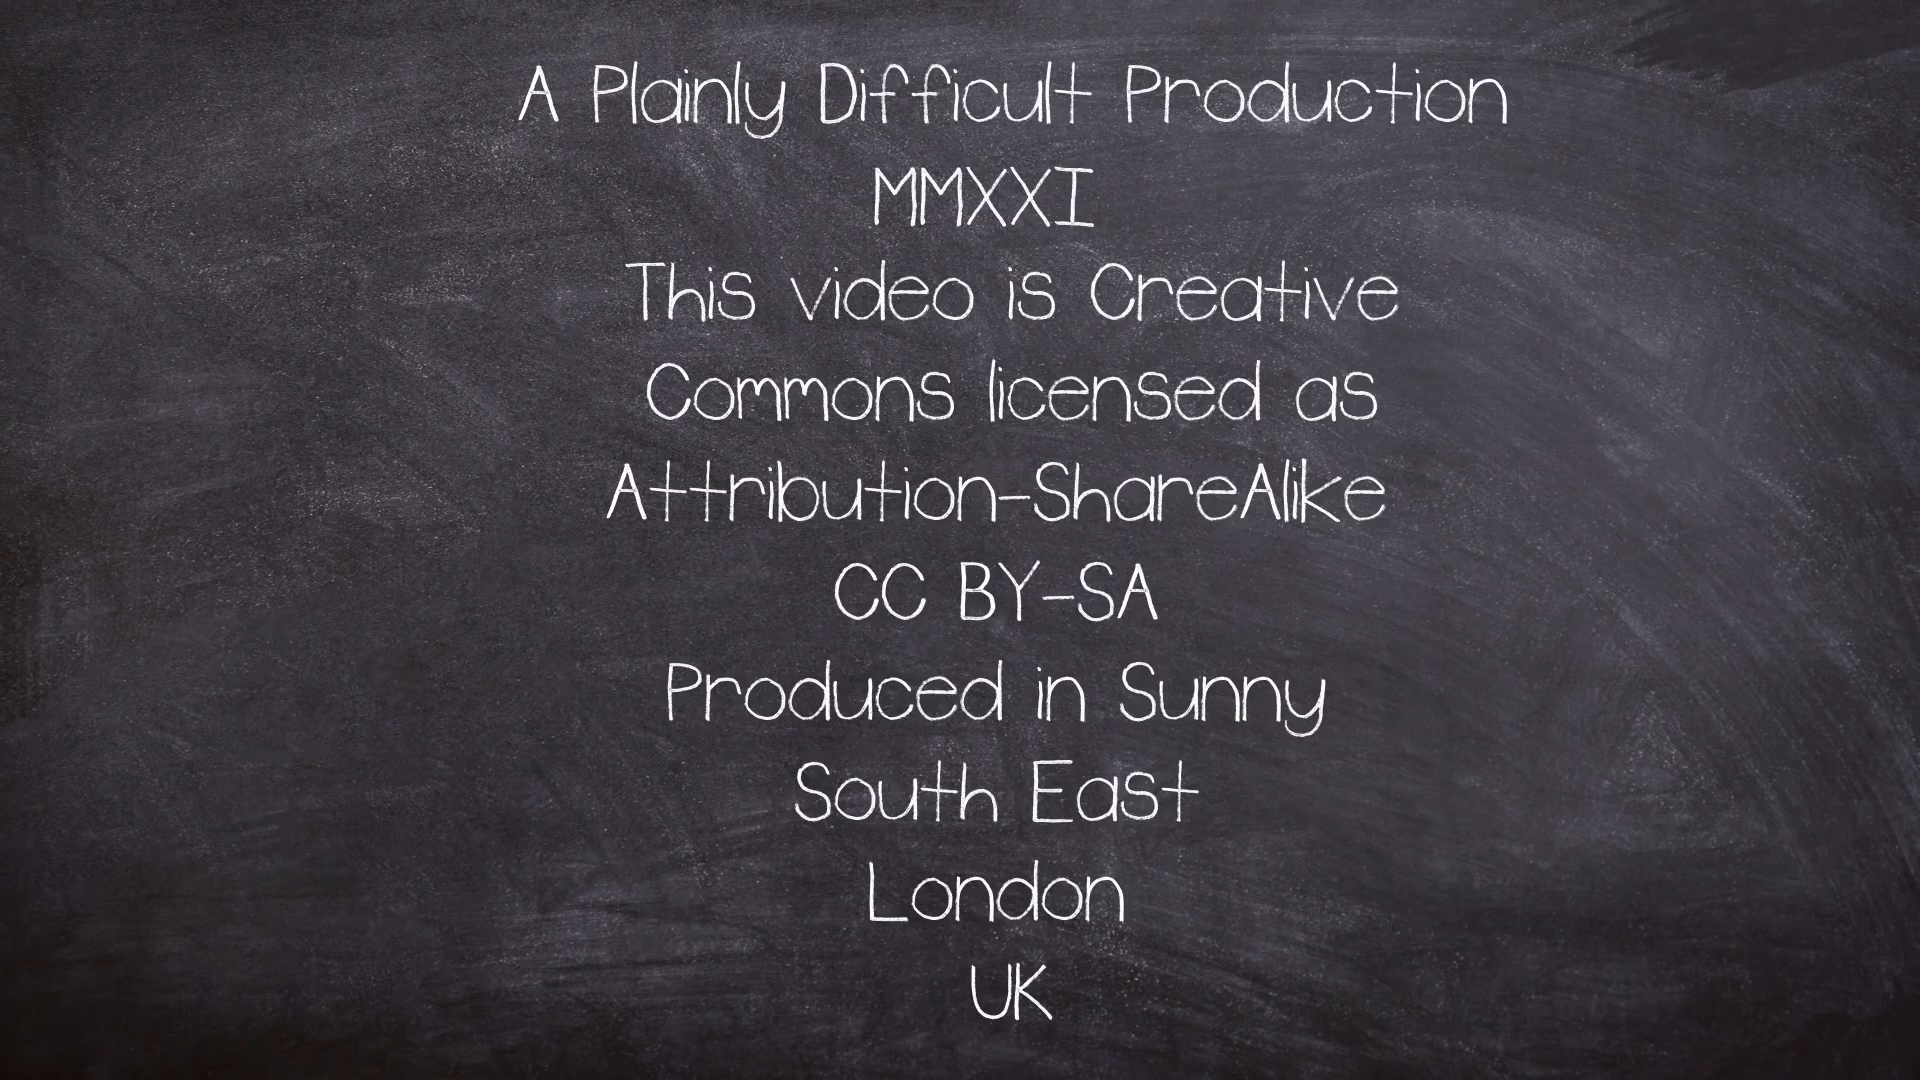 A Plainly Difficult Production
MMXXI
This video is Creative
Commons licensed as
Attribution-ShareAlike
CC BY-SA
Produced in Sunny
South East
London
UK